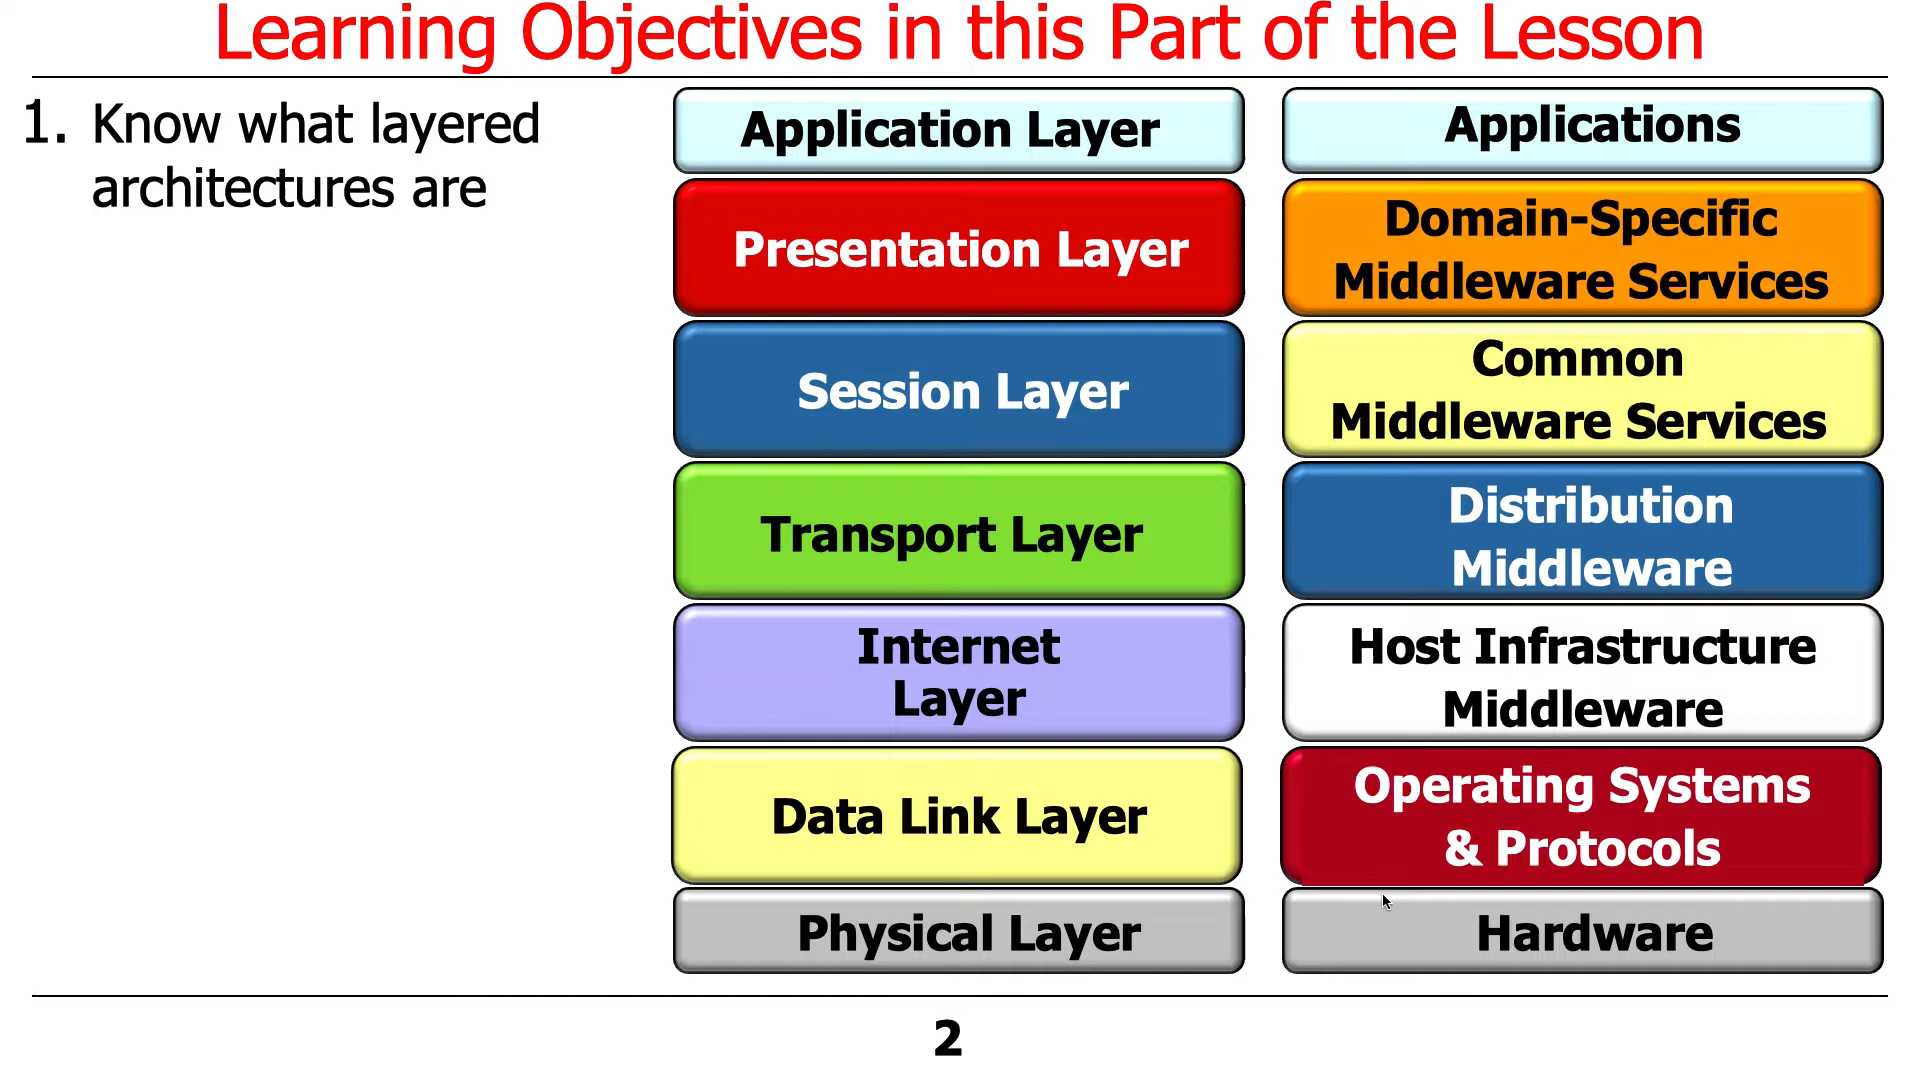 Learning Objectives in this Part of the Lesson
1. Know what layered
architectures are
Application Layer
Presentation Layer
Session Layer
Transport Layer
Internet
Layer
Data Link Layer
Physical Layer
Applications
Domain-Specific
Middleware Services
Common
Middleware Services
Distribution
Middleware
Host Infrastructure
Middleware
Operating Systems
& Protocols
Hardware
2